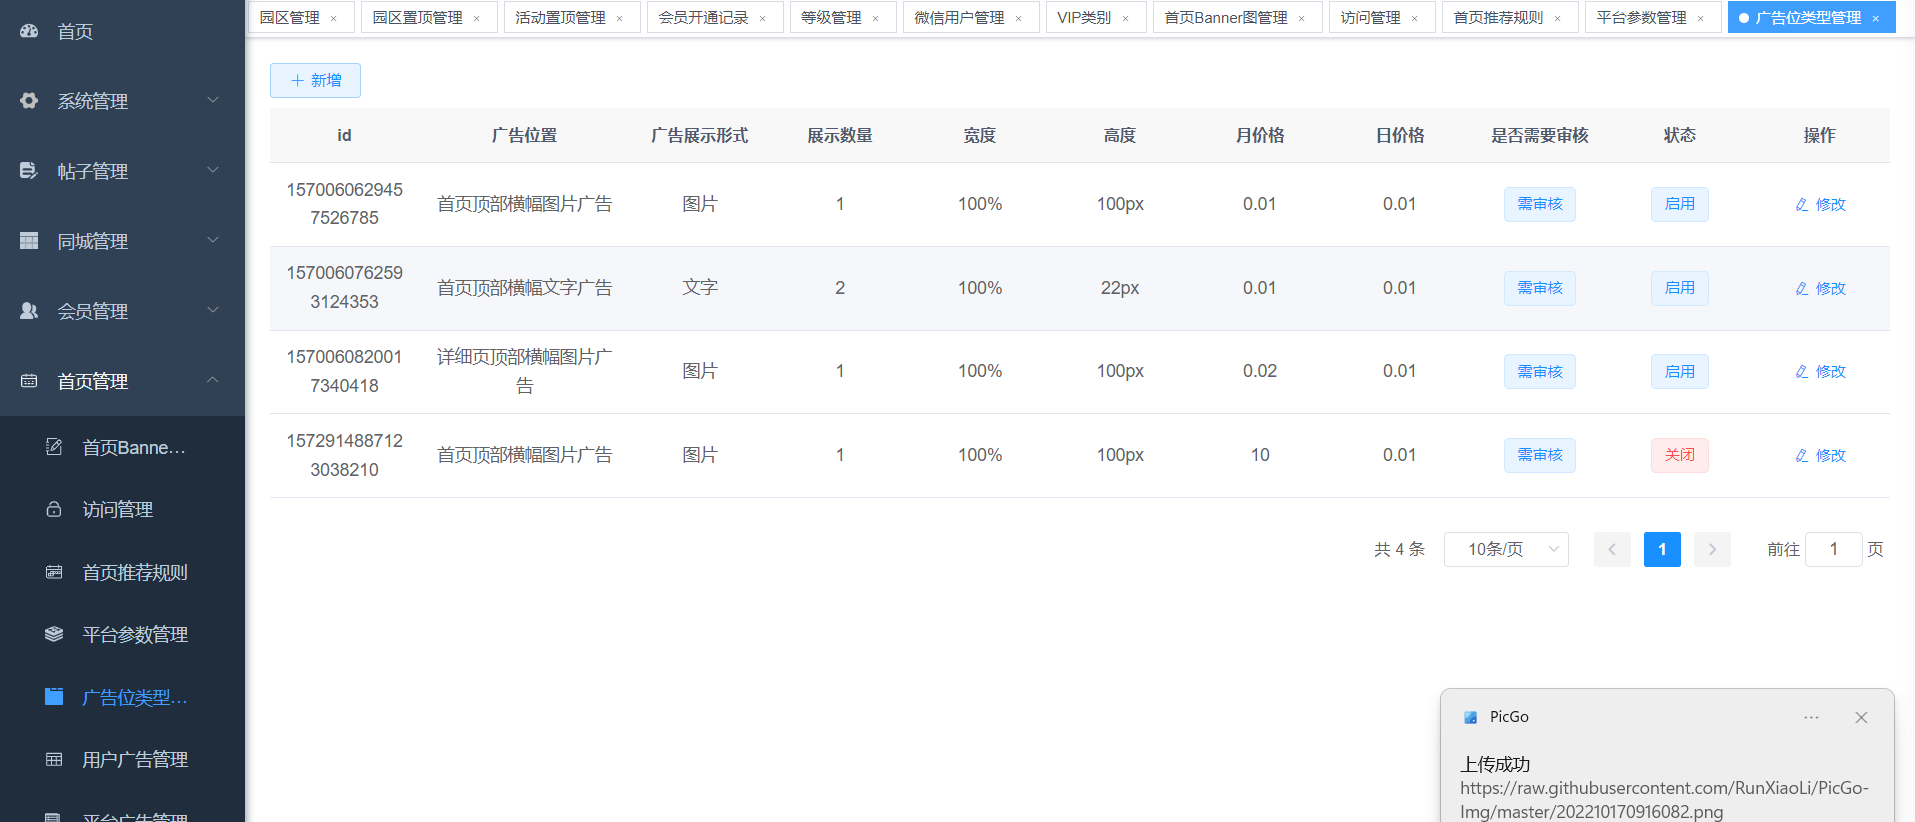 首页
系统管理
帖子管理
同城管理
会员管理
首页管理
首页Banne...
访问管理
首页推荐规则
平台参数管理
广告位类型...
用户广告管理
平台广告管理
园区管理 × 园区置顶管理 × 活动置顶管理 × 会员开通记录 × 等级管理 × 微信用户管理 × VIP类别 × 首页Banner图管理 × 访问管理 × 首页推荐规则 × 平台参数管理 × 广告位类型管理 ×
+ 新增
id 广告位置 广告展示形式 展示数量 宽度 高度 月价格 日价格 是否需要审核 状态 操作
157006062945
7526785
首页顶部横幅图片广告 图片 1 100% 100px 0.01 0.01 需审核 启用 修改
157006076259
3124353
首页顶部横幅文字广告 文字 2 100% 22px 0.01 0.01 需审核 启用 修改
157006082001
7340418
详细页顶部横幅图片广
告
图片 1 100% 100px 0.02 0.01 需审核 启用 修改
157291488712
3038210
首页顶部横幅图片广告 图片 1 100% 100px 10 0.01 需审核 关闭 修改
共 4 条 10条/页 1 前往 1 页
PicGo
上传成功
https://raw.githubusercontent.com/RunXiaoLi/PicGo-
Img/master/202210170916082.png